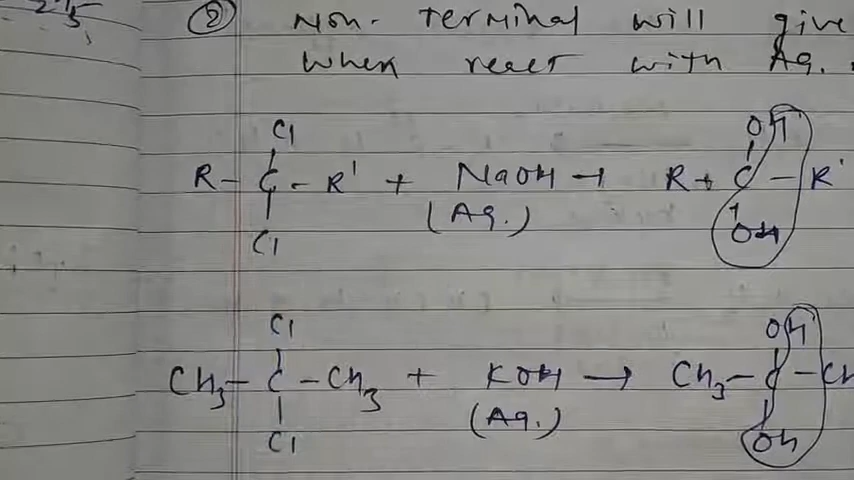 ② Non-terminal will give
when react with Aq.
Cl OH
R-C-R' + NaOH → R+C-R'
Cl (Aq.) OH
Cl OH
CH3-C-CH3 + KOH → CH3-C-CH
Cl (Aq.) OH